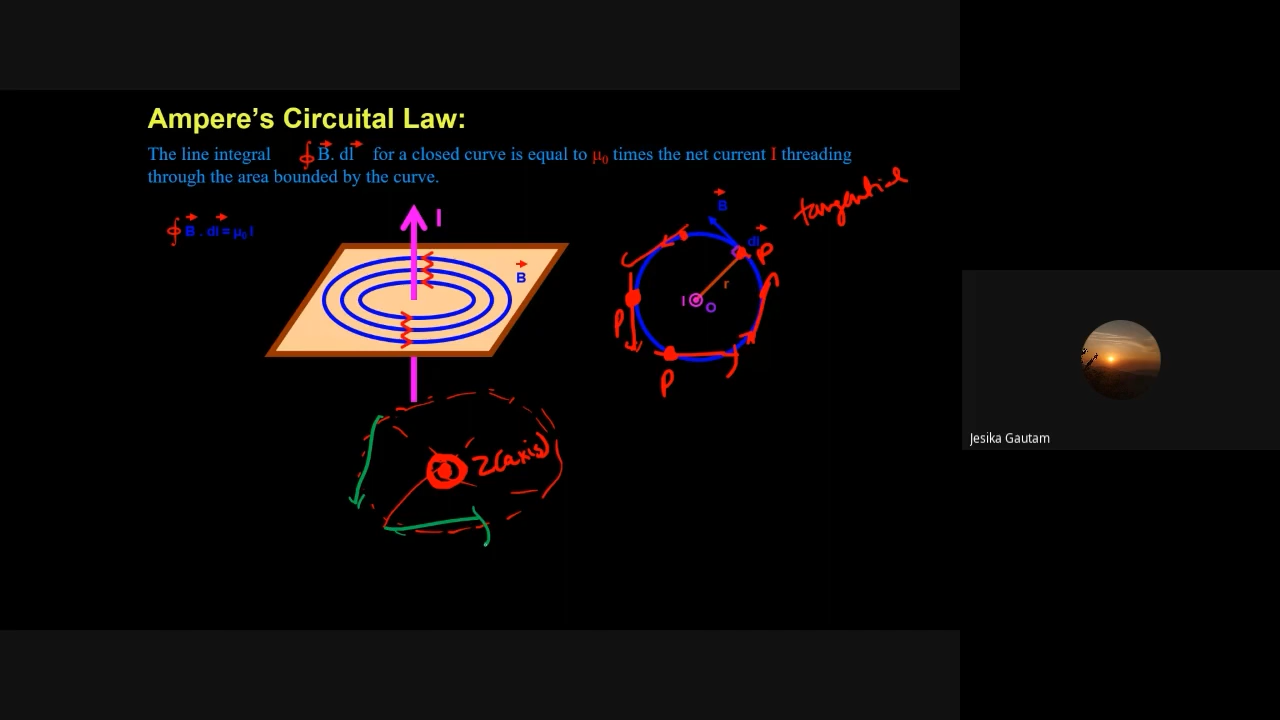 Ampere's Circuital Law:
The line integral ∮ B. dl for a closed curve is equal to μ₀ times the net current I threading
through the area bounded by the curve.
∮ B . dl = μ₀ I
I
B
B
tangential
dl
P
r
I
O
P
P
Z(axis)
Jesika Gautam